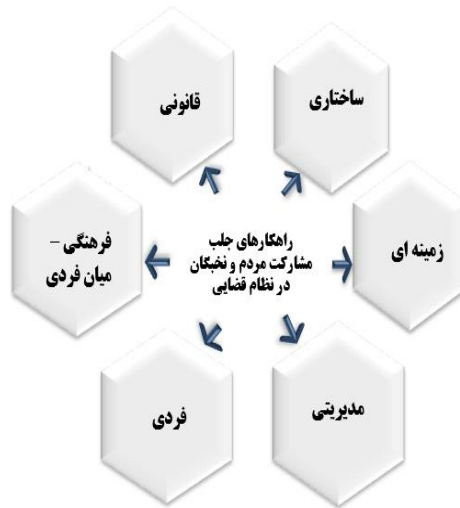 ساختاری
قانونی
زمینه ای
راهکارهای جلب
مشارکت مردم و نخبگان
در نظام قضایی
فرهنگی –
میان فردی
مدیریتی
فردی